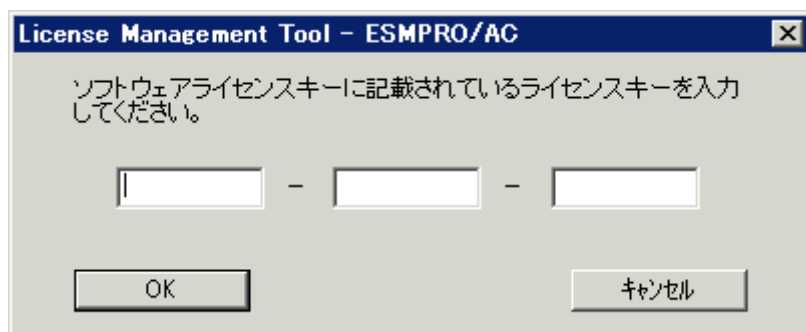 License Management Tool - ESMPRO/AC
ソフトウェアライセンスキーに記載されているライセンスキーを入力
してください。
- -
OK ｷｬﾝｾﾙ